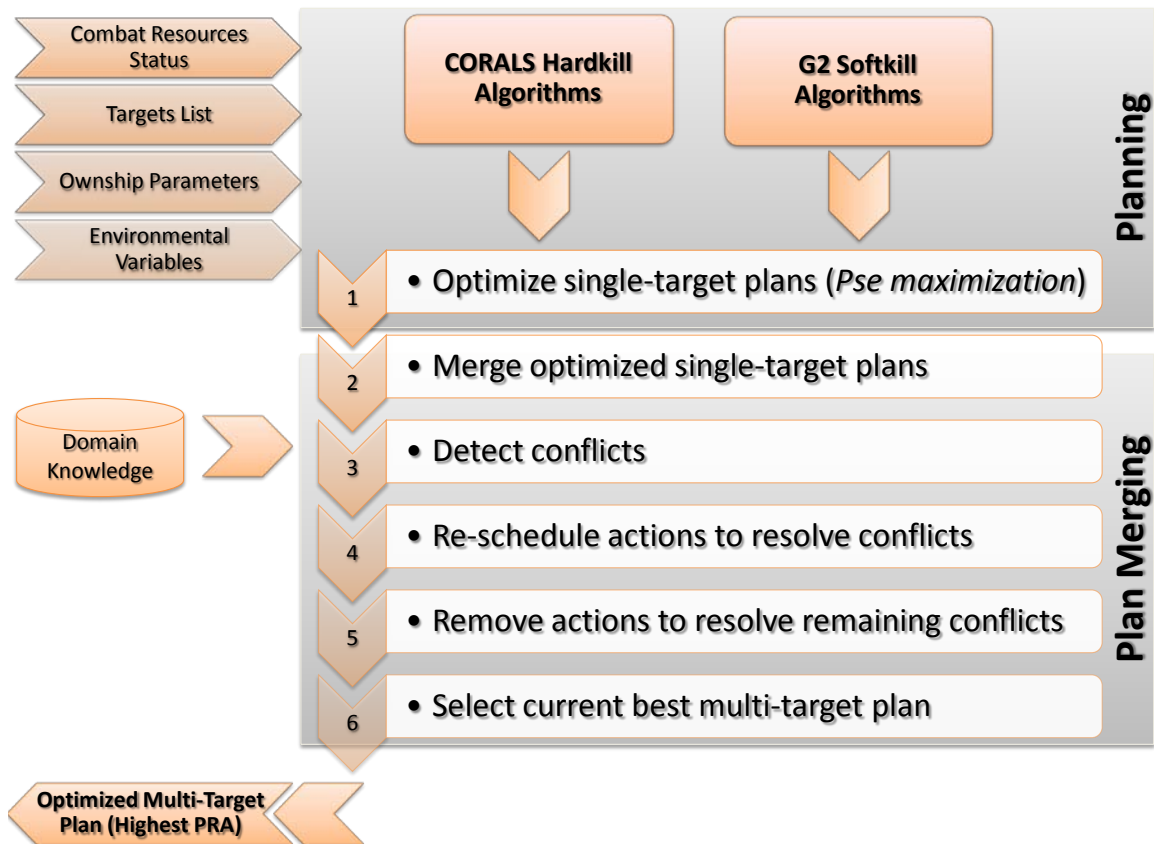 Combat Resources
Status
Targets List
Ownship Parameters
Environmental
Variables
CORALS Hardkill
Algorithms
G2 Softkill
Algorithms
Planning
1
• Optimize single-target plans (Pse maximization)
2
• Merge optimized single-target plans
Domain
Knowledge
3
• Detect conflicts
4
• Re-schedule actions to resolve conflicts
5
• Remove actions to resolve remaining conflicts
6
• Select current best multi-target plan
Plan Merging
Optimized Multi-Target
Plan (Highest PRA)